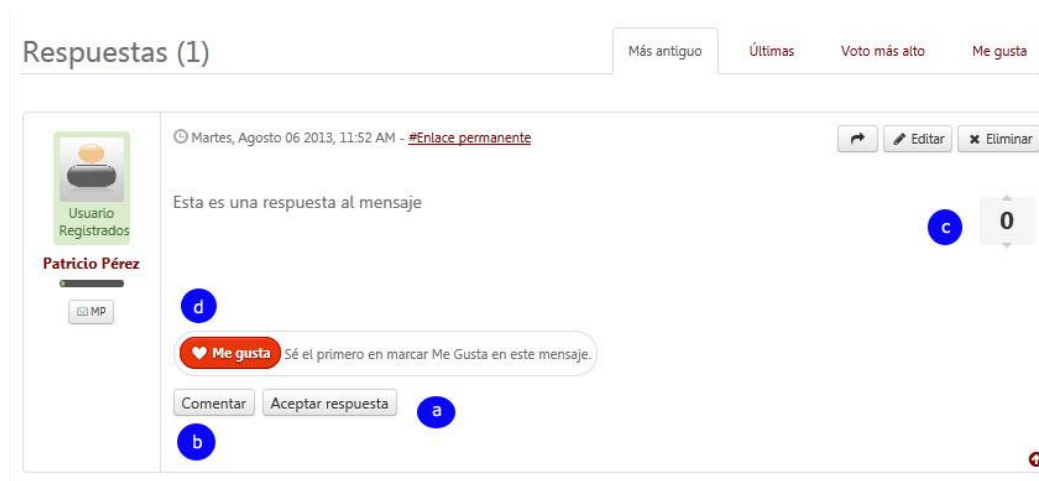 Respuestas (1)
Más antiguo Últimas Voto más alto Me gusta
Martes, Agosto 06 2013, 11:52 AM - #Enlace permanente
Editar Eliminar
Usuario
Registrados
Patricio Pérez
MP
Esta es una respuesta al mensaje
c 0
d
Me gusta Sé el primero en marcar Me Gusta en este mensaje.
Comentar Aceptar respuesta a
b